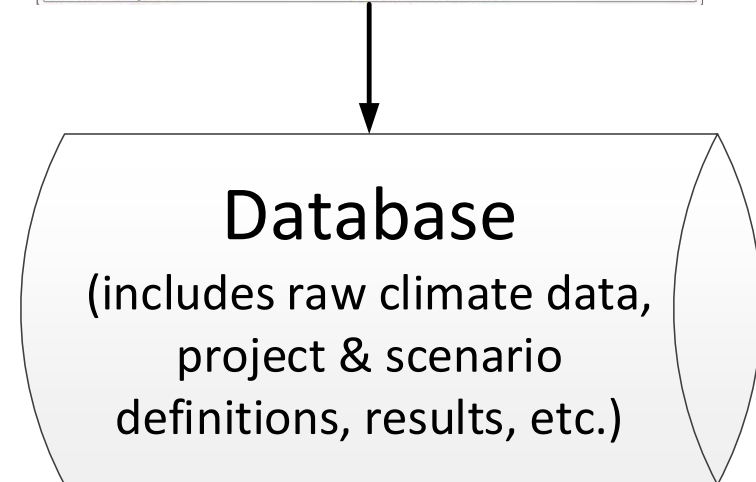 Database
(includes raw climate data,
project & scenario
definitions, results, etc.)